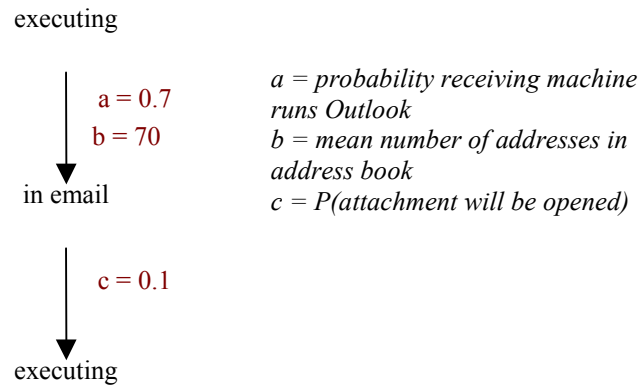 executing
a = 0.7
b = 70
a = probability receiving machine
runs Outlook
b = mean number of addresses in
address book
c = P(attachment will be opened)
in email
c = 0.1
executing